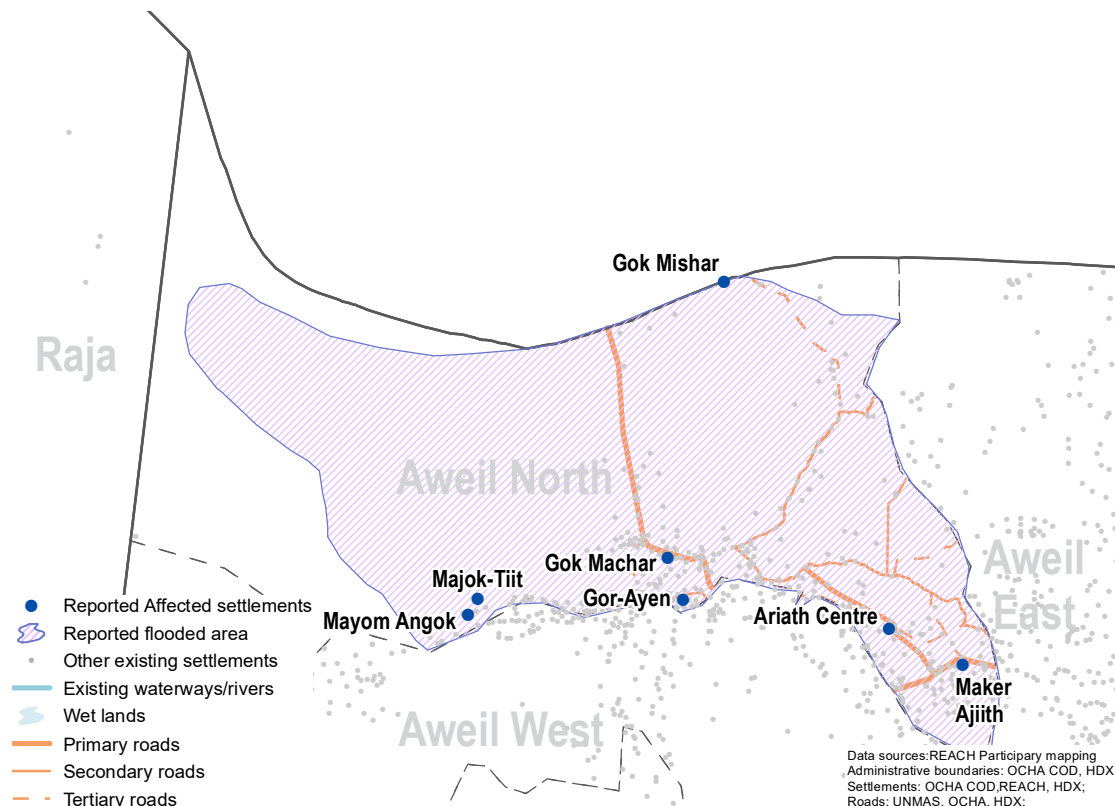 Gok Mishar
Raja
Aweil North
Gok Machar
Majok-Tiit
Gor-Ayen
Mayom Angok
Ariath Centre
Aweil
East
Maker
Ajiith
Aweil West
Reported Affected settlements
Reported flooded area
Other existing settlements
Existing waterways/rivers
Wet lands
Primary roads
Secondary roads
Tertiary roads
Data sources:REACH Participary mapping
Administrative boundaries: OCHA COD, HDX
Settlements: OCHA COD,REACH, HDX;
Roads: UNMAS, OCHA, HDX;